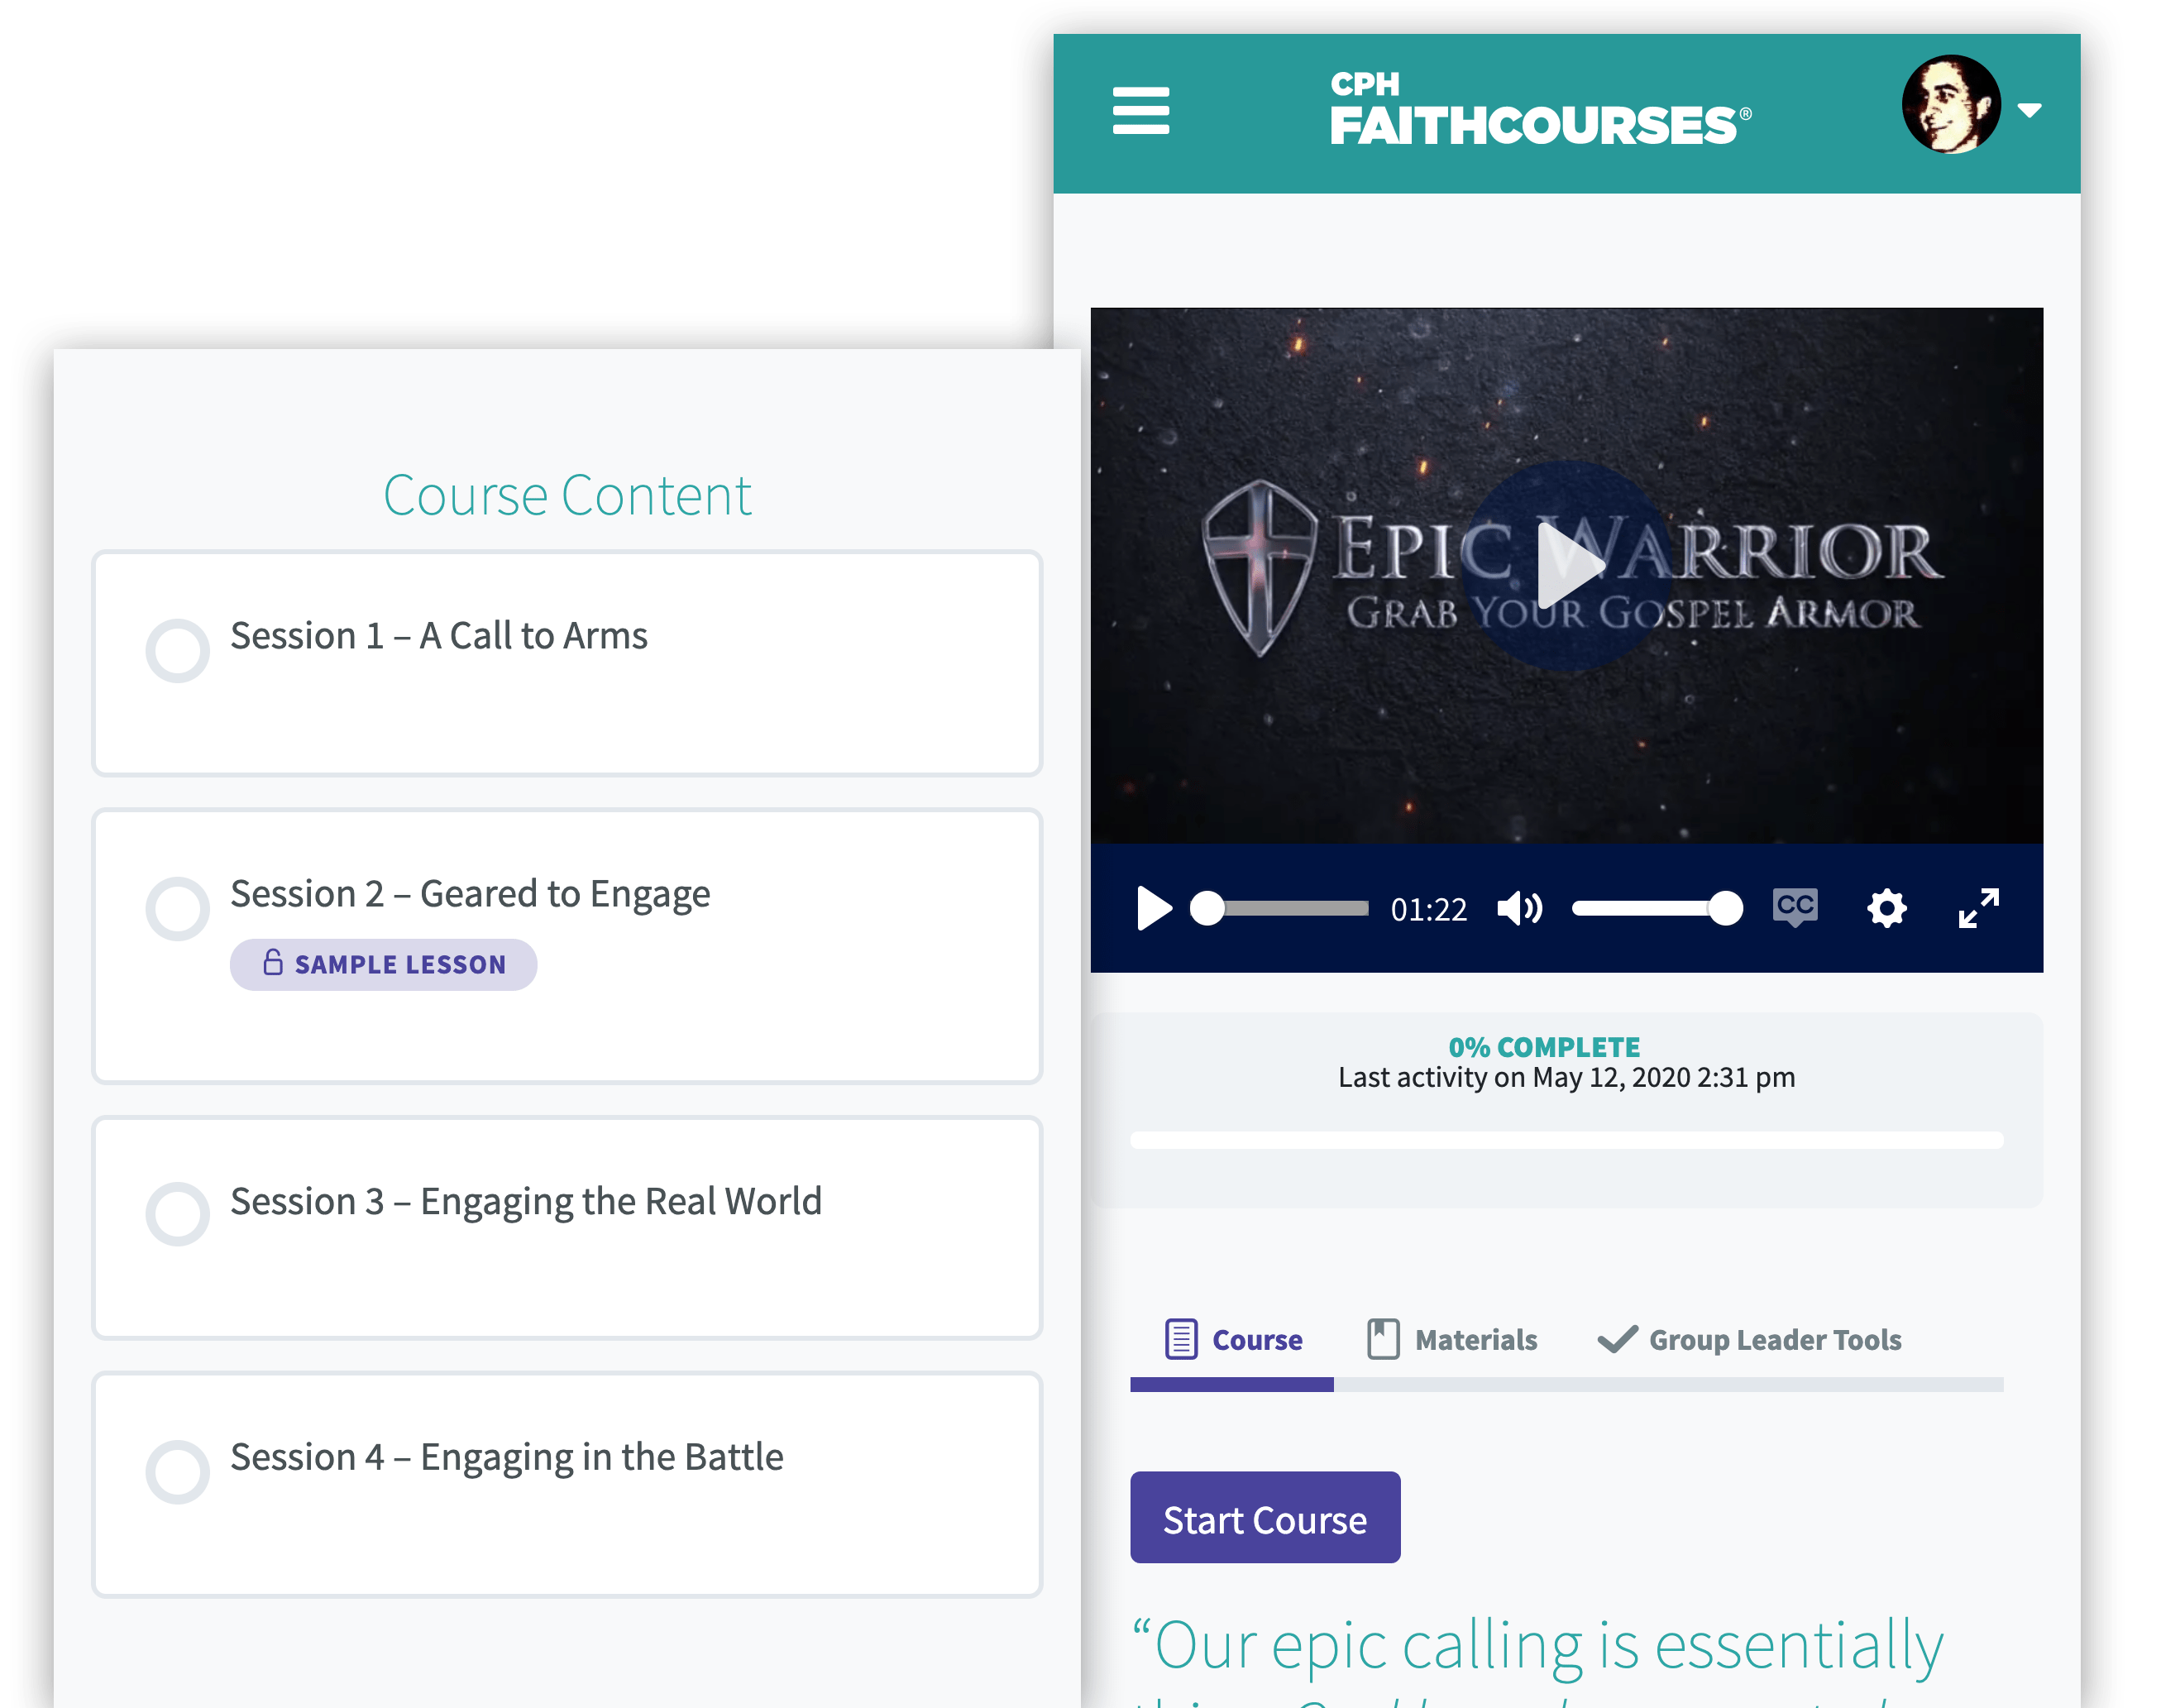 CPH
FAITHCOURSES®
EPIC WARRIOR
GRAB YOUR GOSPEL ARMOR
01:22
CC
0% COMPLETE
Last activity on May 12, 2020 2:31 pm
Course
Materials
Group Leader Tools
Start Course
“Our epic calling is essentially
Course Content
Session 1 – A Call to Arms
Session 2 – Geared to Engage
SAMPLE LESSON
Session 3 – Engaging the Real World
Session 4 – Engaging in the Battle